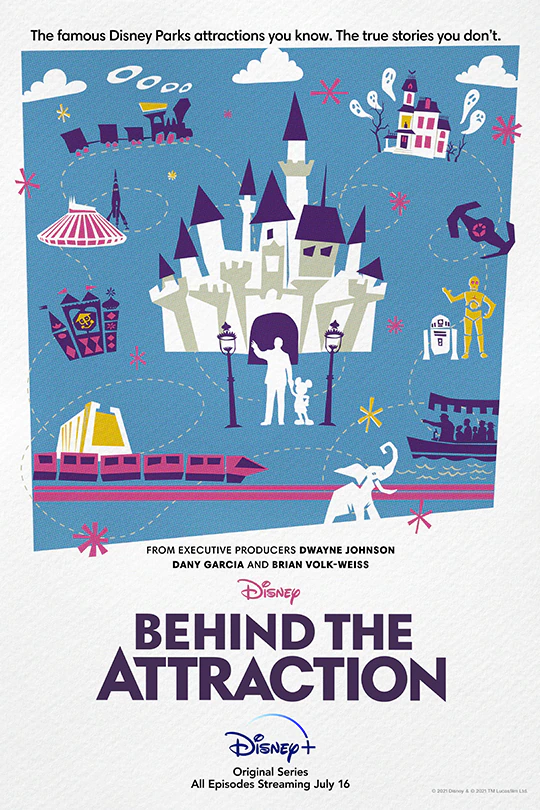 The famous Disney Parks attractions you know. The true stories you don't.
FROM EXECUTIVE PRODUCERS DWAYNE JOHNSON
DANY GARCIA AND BRIAN VOLK-WEISS
Disney
BEHIND THE
ATTRACTION
Disney+
Original Series
All Episodes Streaming July 16
© 2021 Disney & © 2021 TM Lucasfilm Ltd.